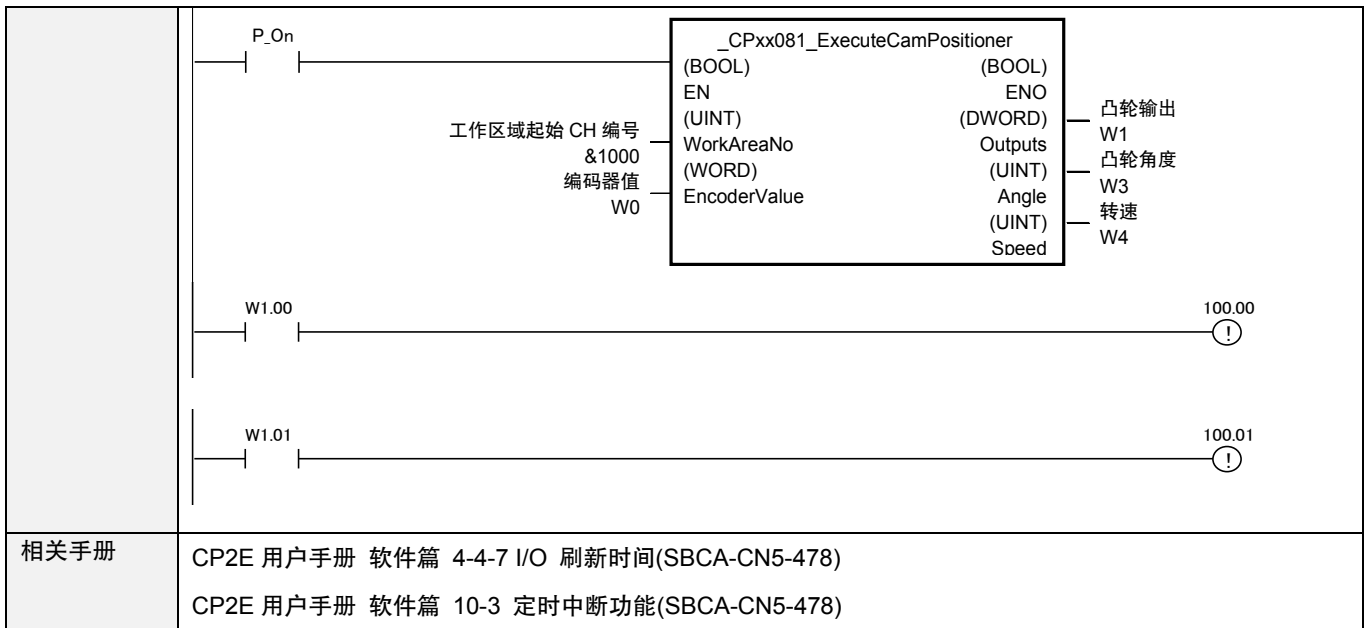 P_On
_CPxx081_ExecuteCamPositioner
(BOOL) (BOOL)
EN ENO
(UINT) (DWORD)
工作区域起始 CH 编号 WorkAreaNo Outputs 凸轮输出
&1000 (WORD) (UINT) W1
编码器值 EncoderValue Angle 凸轮角度
W0 (UINT) W3
Speed 转速
W4
W1.00 100.00
!
W1.01 100.01
!
相关手册 CP2E 用户手册 软件篇 4-4-7 I/O 刷新时间(SBCA-CN5-478)
CP2E 用户手册 软件篇 10-3 定时中断功能(SBCA-CN5-478)